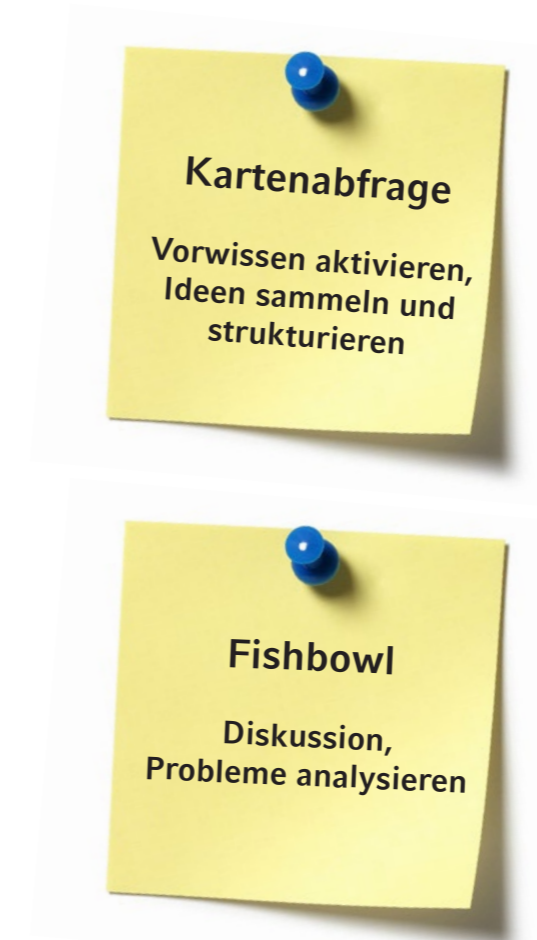 Kartenabfrage
Vorwissen aktivieren,
Ideen sammeln und
strukturieren
Fishbowl
Diskussion,
Probleme analysieren